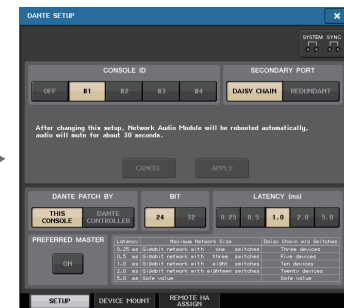 DANTE SETUP
SYSTEM SYNC
CONSOLE ID
SECONDARY PORT
OFF #1 #2 #3 #4
DAISY CHAIN REDUNDANT
After changing this setup, Network Audio Module will be rebooted automatically,
audio will mute for about 30 seconds.
CANCEL APPLY
DANTE PATCH BY
BIT
LATENCY (ms)
THIS CONSOLE
DANTE CONTROLLER
24 32
0.25 0.5 1.0 2.0 5.0
PREFERRED MASTER
ON
Latency Maximum Network Size Daisy Chain w/o Switches
0.25 ms Gigabit network with one switches Three devices
0.5 ms Gigabit network with three switches Five devices
1.0 ms Gigabit network with eight switches Ten devices
2.0 ms Gigabit network with eighteen switches Twenty devices
5.0 ms Safe value Safe value
SETUP DEVICE MOUNT REMOTE HA ASSIGN